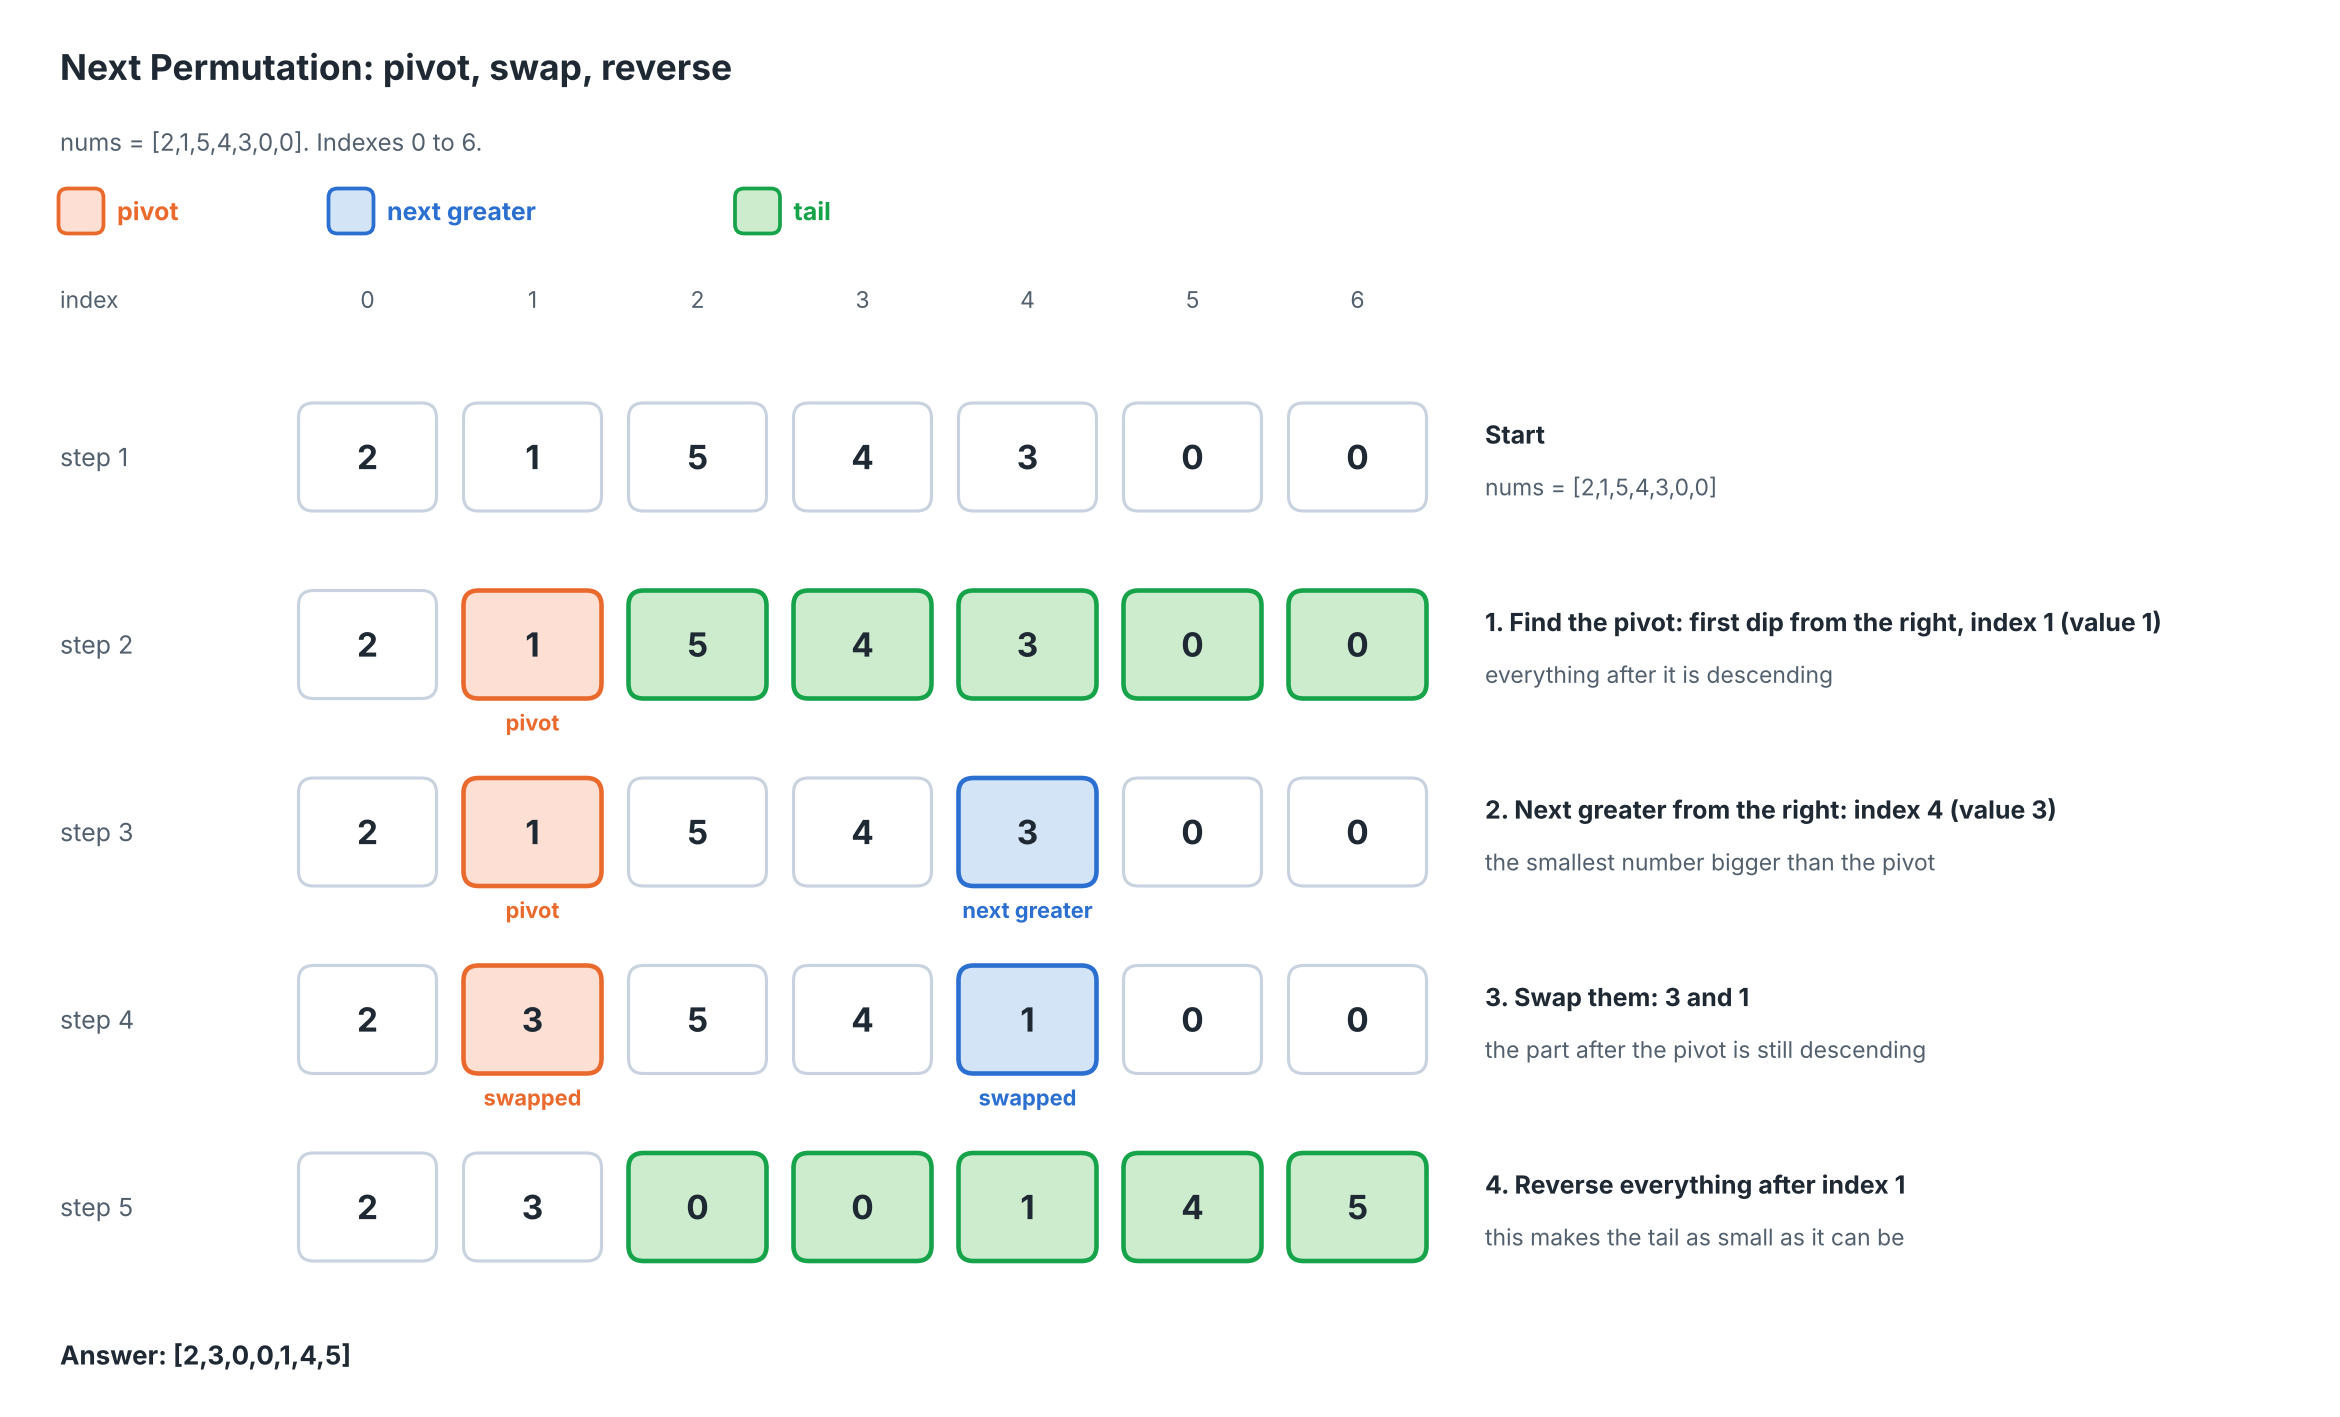 Next Permutation: pivot, swap, reverse
nums = [2,1,5,4,3,0,0]. Indexes 0 to 6.
pivot next greater tail
index 0 1 2 3 4 5 6
step 1 2 1 5 4 3 0 0
Start
nums = [2,1,5,4,3,0,0]
step 2 2 1 5 4 3 0 0
pivot
1. Find the pivot: first dip from the right, index 1 (value 1)
everything after it is descending
step 3 2 1 5 4 3 0 0
pivot next greater
2. Next greater from the right: index 4 (value 3)
the smallest number bigger than the pivot
step 4 2 3 5 4 1 0 0
swapped swapped
3. Swap them: 3 and 1
the part after the pivot is still descending
step 5 2 3 0 0 1 4 5
4. Reverse everything after index 1
this makes the tail as small as it can be
Answer: [2,3,0,0,1,4,5]